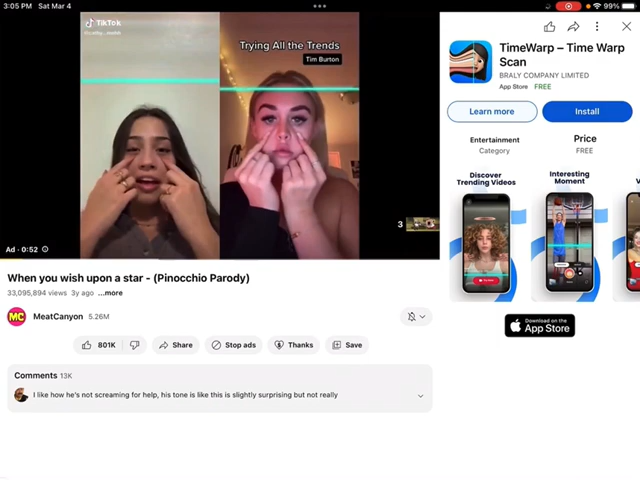 3:05 PM Sat Mar 4
99%
TikTok
Trying All the Trends
Tim Burton
3
Ad · 0:52
When you wish upon a star - (Pinocchio Parody)
33,095,894 views 3y ago ...more
MC MeatCanyon 5.26M
801K
Share
Stop ads
Thanks
Save
Comments 13K
I like how he's not screaming for help, his tone is like this is slightly surprising but not really
TimeWarp – Time Warp
Scan
BRALY COMPANY LIMITED
App Store FREE
Learn more
Install
Entertainment
Category
Price
FREE
Discover
Trending Videos
Interesting
Moment
V
Download on the
App Store